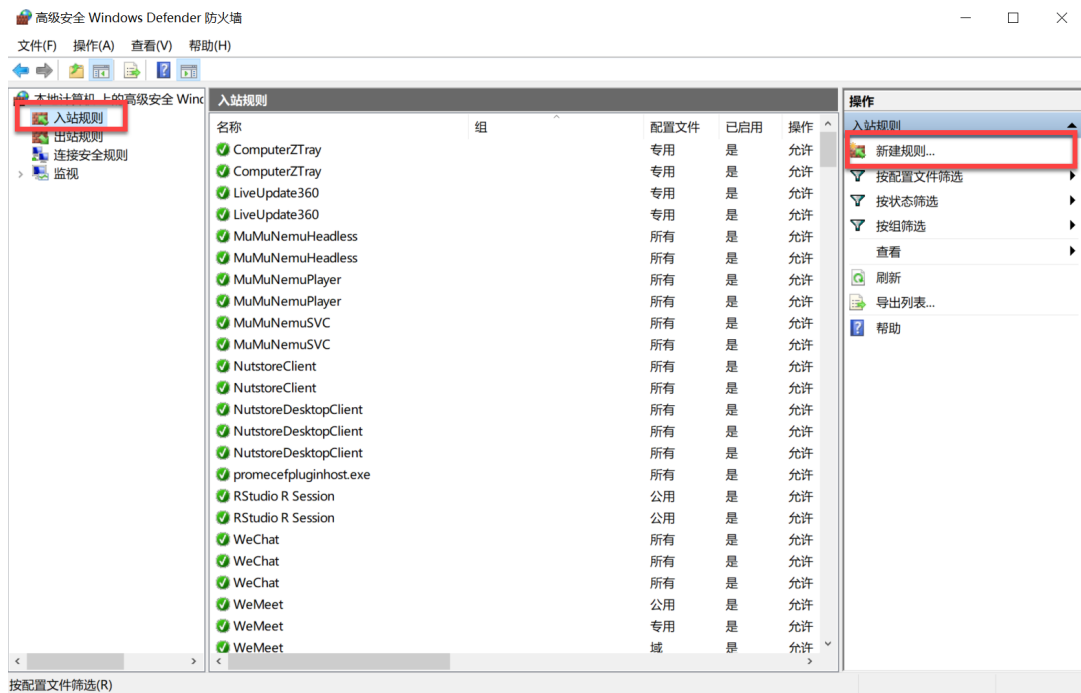 高级安全 Windows Defender 防火墙
文件(F) 操作(A) 查看(V) 帮助(H)
本地计算机 上的高级安全 Wind
入站规则
出站规则
连接安全规则
监视
入站规则
名称 组 配置文件 已启用 操作
ComputerZTray 专用 是 允许
ComputerZTray 专用 是 允许
LiveUpdate360 专用 是 允许
LiveUpdate360 专用 是 允许
MuMuNemuHeadless 所有 是 允许
MuMuNemuHeadless 所有 是 允许
MuMuNemuPlayer 所有 是 允许
MuMuNemuPlayer 所有 是 允许
MuMuNemuSVC 所有 是 允许
MuMuNemuSVC 所有 是 允许
NutstoreClient 所有 是 允许
NutstoreClient 所有 是 允许
NutstoreDesktopClient 所有 是 允许
NutstoreDesktopClient 所有 是 允许
NutstoreDesktopClient 所有 是 允许
promecefpluginhost.exe 所有 是 允许
RStudio R Session 公用 是 允许
RStudio R Session 公用 是 允许
WeChat 所有 是 允许
WeChat 所有 是 允许
WeChat 所有 是 允许
WeMeet 公用 是 允许
WeMeet 专用 是 允许
WeMeet 域 是 允许
操作
入站规则
新建规则...
按配置文件筛选
按状态筛选
按组筛选
查看
刷新
导出列表...
帮助
按配置文件筛选(R)